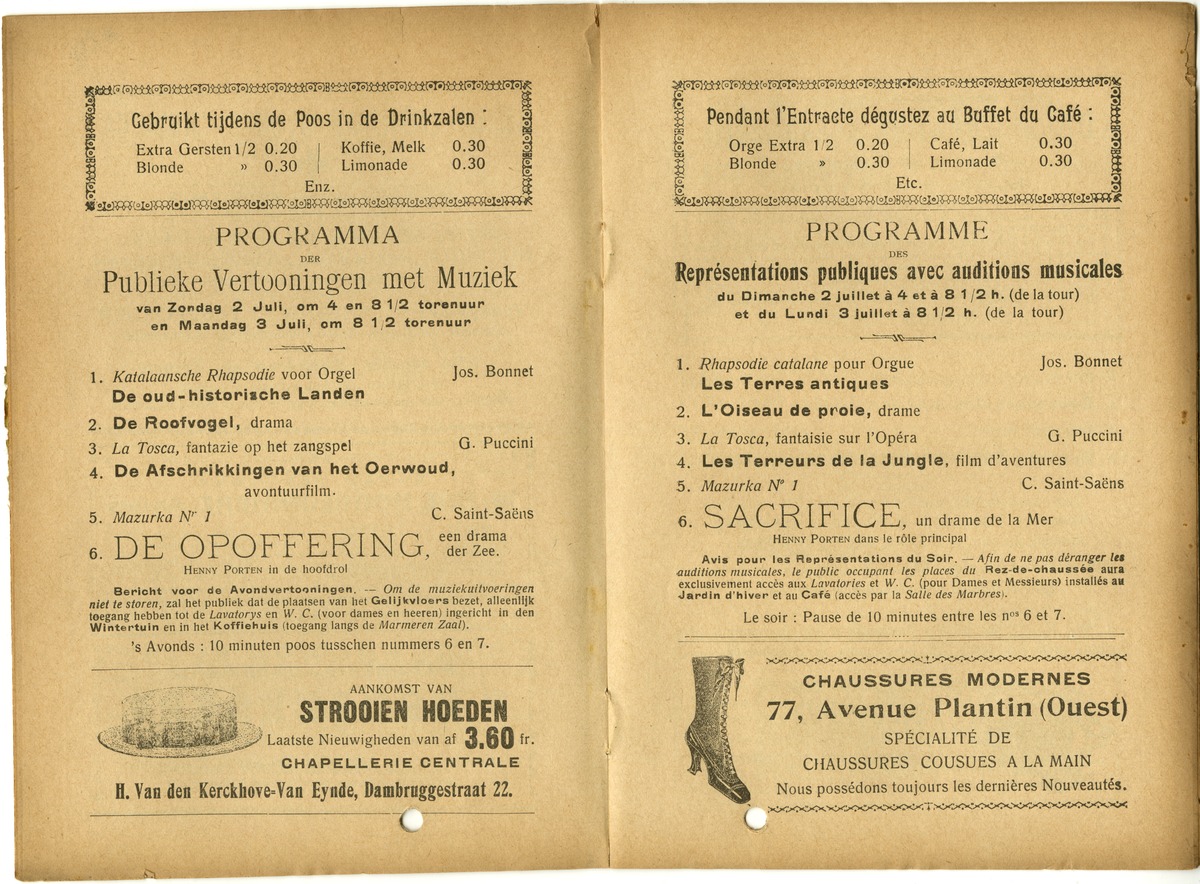 Gebruikt tijdens de Poos in de Drinkzalen :
Extra Gersten 1/2 0.20 | Koffie, Melk 0.30
Blonde » 0.30 | Limonade 0.30
Enz.
PROGRAMMA
DER
Publieke Vertooningen met Muziek
van Zondag 2 Juli, om 4 en 8 1/2 torenuur
en Maandag 3 Juli, om 8 1/2 torenuur
1. Katalaansche Rhapsodie voor Orgel Jos. Bonnet
De oud-historische Landen
2. De Roofvogel, drama
3. La Tosca, fantazie op het zangspel G. Puccini
4. De Afschrikkingen van het Oerwoud,
avontuurfilm.
5. Mazurka Nr 1 C. Saint-Saëns
6. DE OPOFFERING, een drama
der Zee.
HENNY PORTEN in de hoofdrol
Bericht voor de Avondvertooningen. — Om de muziekuitvoeringen
niet te storen, zal het publiek dat de plaatsen van het Gelijkvloers bezet, alleenlijk
toegang hebben tot de Lavatorys en W. C. (voor dames en heeren) ingericht in den
Wintertuin en in het Koffiehuis (toegang langs de Marmeren Zaal).
's Avonds : 10 minuten poos tusschen nummers 6 en 7.
AANKOMST VAN
STROOIEN HOEDEN
Laatste Nieuwigheden van af 3.60 fr.
CHAPELLERIE CENTRALE
H. Van den Kerckhove-Van Eynde, Dambruggestraat 22.
Pendant l'Entracte dégustez au Buffet du Café :
Orge Extra 1/2 0.20 | Café, Lait 0.30
Blonde » 0.30 | Limonade 0.30
Etc.
PROGRAMME
DES
Représentations publiques avec auditions musicales
du Dimanche 2 juillet à 4 et à 8 1/2 h. (de la tour)
et du Lundi 3 juillet à 8 1/2 h. (de la tour)
1. Rhapsodie catalane pour Orgue Jos. Bonnet
Les Terres antiques
2. L'Oiseau de proie, drame
3. La Tosca, fantaisie sur l'Opéra G. Puccini
4. Les Terreurs de la Jungle, film d'aventures
5. Mazurka No 1 C. Saint-Saëns
6. SACRIFICE, un drame de la Mer
HENNY PORTEN dans le rôle principal
Avis pour les Représentations du Soir. — Afin de ne pas déranger les
auditions musicales, le public occupant les places du Rez-de-chaussée aura
exclusivement accès aux Lavatories et W. C. (pour Dames et Messieurs) installés au
Jardin d'hiver et au Café (accès par la Salle des Marbres).
Le soir : Pause de 10 minutes entre les nos 6 et 7.
CHAUSSURES MODERNES
77, Avenue Plantin (Ouest)
SPÉCIALITÉ DE
CHAUSSURES COUSUES A LA MAIN
Nous possédons toujours les dernières Nouveautés.